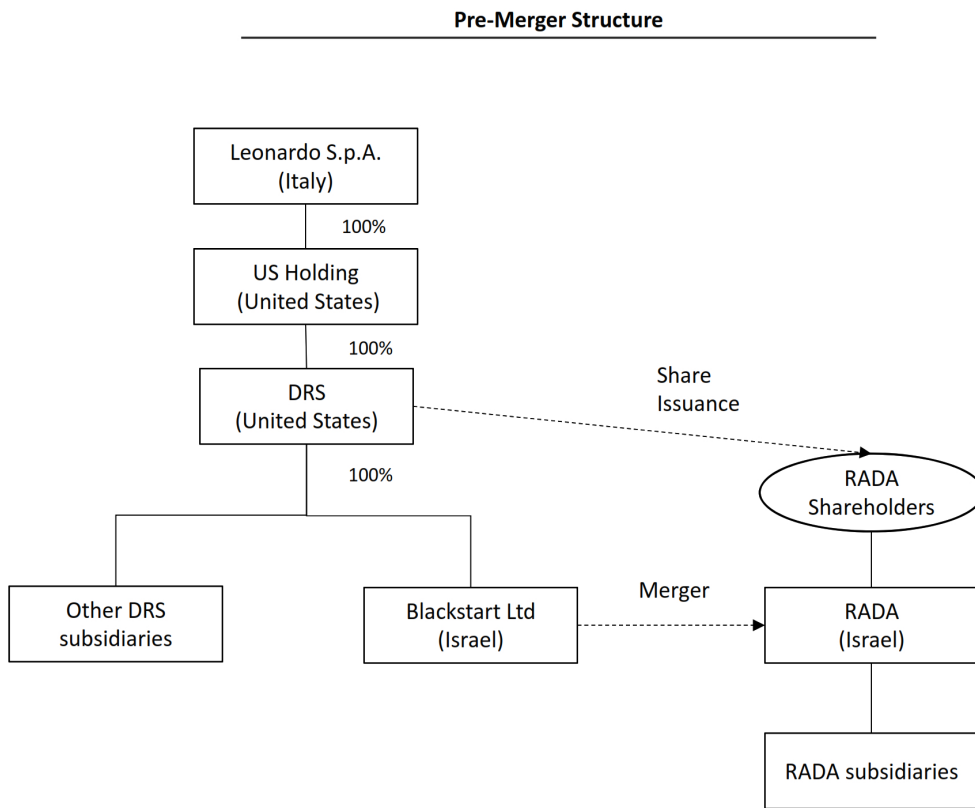 Pre-Merger Structure
Leonardo S.p.A.
(Italy)
100%
US Holding
(United States)
100%
DRS
(United States)
Share
Issuance
100%
RADA
Shareholders
Other DRS
subsidiaries
Blackstart Ltd
(Israel)
Merger
RADA
(Israel)
RADA subsidiaries